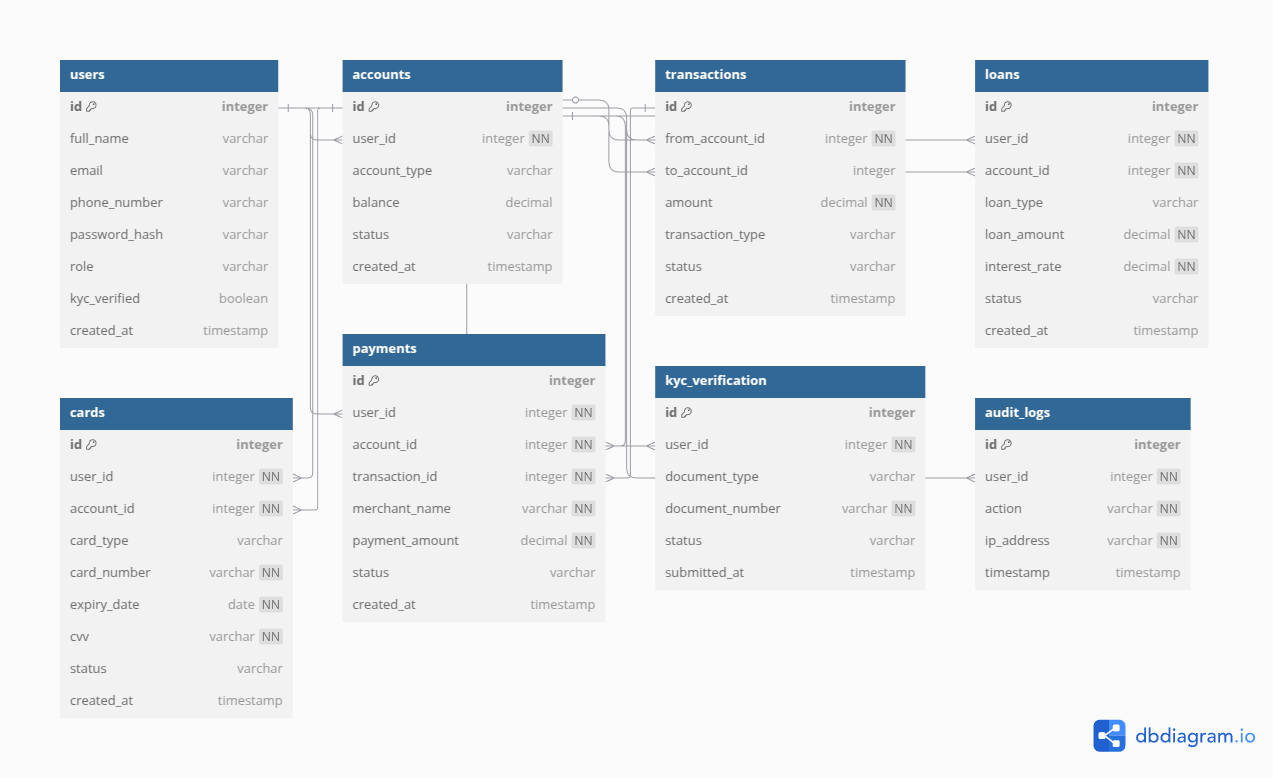 users
id integer
full_name varchar
email varchar
phone_number varchar
password_hash varchar
role varchar
kyc_verified boolean
created_at timestamp
accounts
id integer
user_id integer NN
account_type varchar
balance decimal
status varchar
created_at timestamp
transactions
id integer
from_account_id integer NN
to_account_id integer
amount decimal NN
transaction_type varchar
status varchar
created_at timestamp
loans
id integer
user_id integer NN
account_id integer NN
loan_type varchar
loan_amount decimal NN
interest_rate decimal NN
status varchar
created_at timestamp
cards
id integer
user_id integer NN
account_id integer NN
card_type varchar
card_number varchar NN
expiry_date date NN
cvv varchar NN
status varchar
created_at timestamp
payments
id integer
user_id integer NN
account_id integer NN
transaction_id integer NN
merchant_name varchar NN
payment_amount decimal NN
status varchar
created_at timestamp
kyc_verification
id integer
user_id integer NN
document_type varchar
document_number varchar NN
status varchar
submitted_at timestamp
audit_logs
id integer
user_id integer NN
action varchar NN
ip_address varchar NN
timestamp timestamp
dbdiagram.io